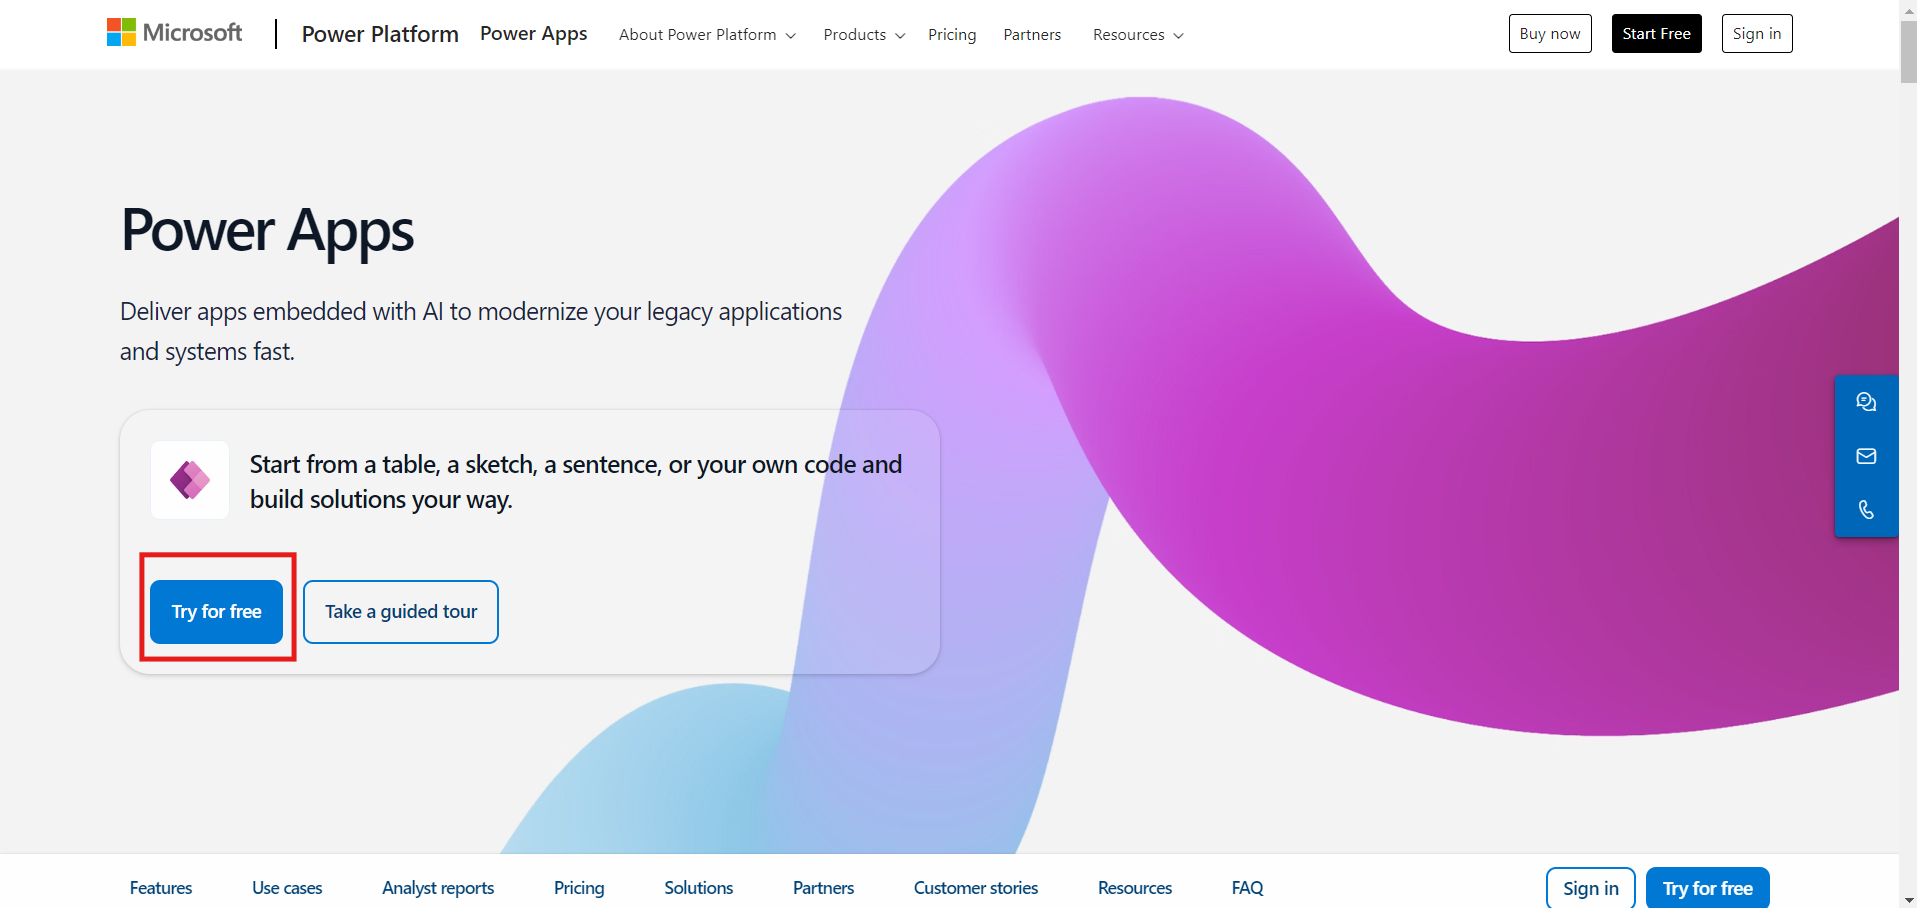 Microsoft
Power Platform
Power Apps
About Power Platform
Products
Pricing
Partners
Resources
Buy now
Start Free
Sign in
Power Apps
Deliver apps embedded with AI to modernize your legacy applications
and systems fast.
Start from a table, a sketch, a sentence, or your own code and
build solutions your way.
Try for free
Take a guided tour
Features
Use cases
Analyst reports
Pricing
Solutions
Partners
Customer stories
Resources
FAQ
Sign in
Try for free